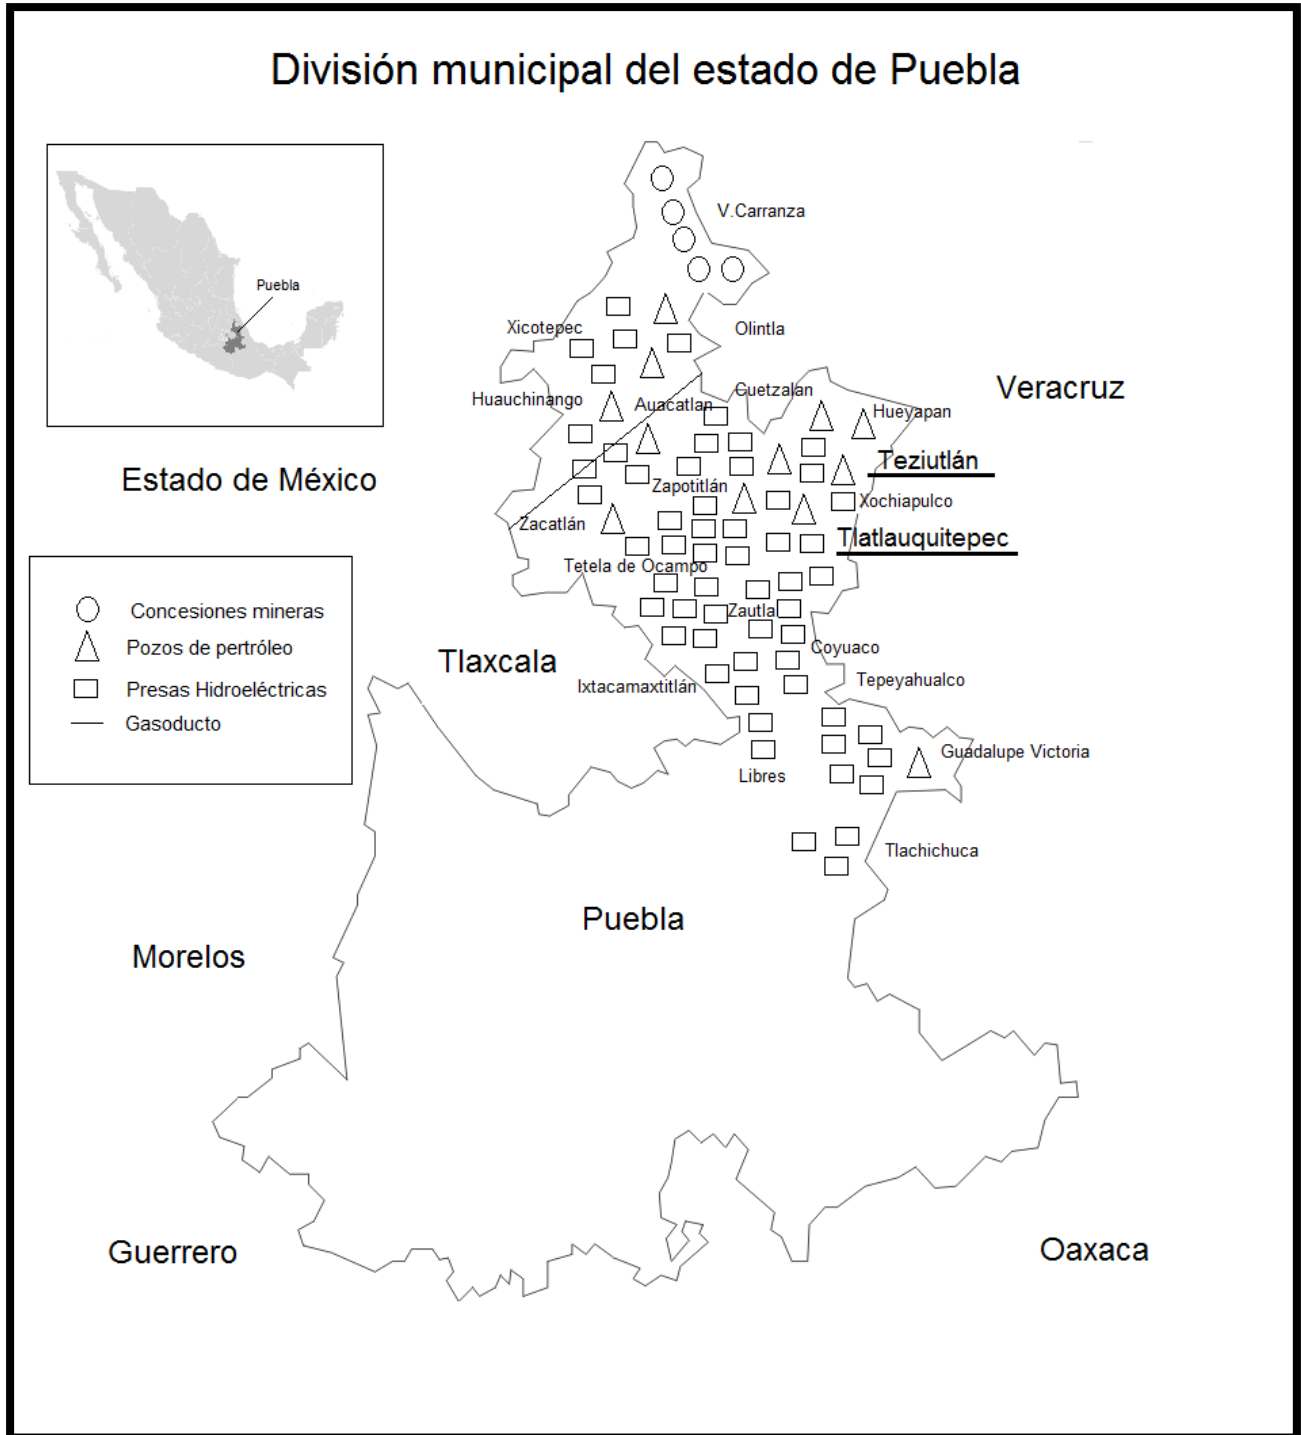 División municipal del estado de Puebla
Puebla
V.Carranza
Xicotepec
Olintla
Huauchinango
Auacatlan
Cuetzalan
Hueyapan
Veracruz
Estado de México
Teziutlán
Zapotitlán
Xochiapulco
Zacatlán
Tlatlauquitepec
Tetela de Ocampo
Zautla
Concesiones mineras
Pozos de pertróleo
Presas Hidroeléctricas
Gasoducto
Tlaxcala
Coyuaco
Ixtacamaxtitlán
Tepeyahualco
Guadalupe Victoria
Libres
Tlachichuca
Puebla
Morelos
Guerrero
Oaxaca